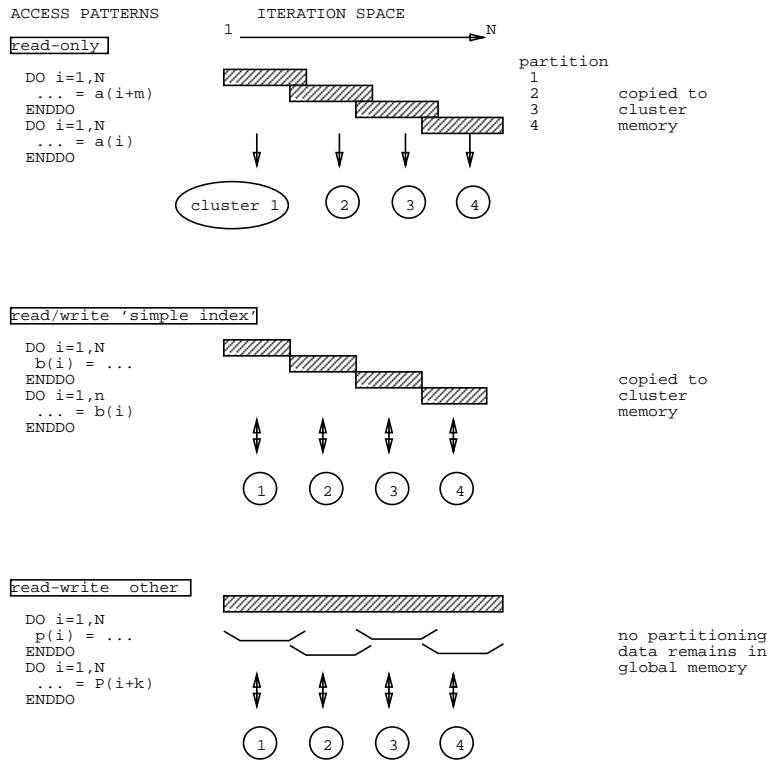 ACCESS PATTERNS ITERATION SPACE
1 N
read-only
partition
DO i=1,N 1
... = a(i+m) 2 copied to
ENDDO 3 cluster
DO i=1,N 4 memory
... = a(i)
ENDDO
cluster 1 2 3 4
read/write 'simple index'
DO i=1,N
b(i) = ...
ENDDO copied to
DO i=1,n cluster
... = b(i) memory
ENDDO
1 2 3 4
read-write other
DO i=1,N
p(i) = ... no partitioning
ENDDO data remains in
DO i=1,N global memory
... = P(i+k)
ENDDO
1 2 3 4